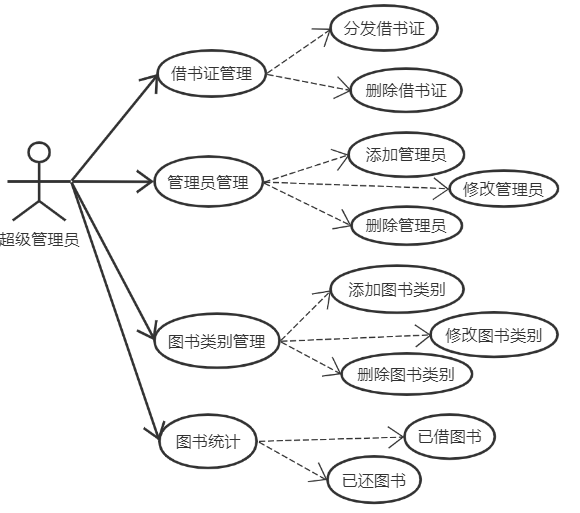 分发借书证
借书证管理
删除借书证
添加管理员
管理员管理
修改管理员
删除管理员
超级管理员
添加图书类别
图书类别管理
修改图书类别
删除图书类别
图书统计
已借图书
已还图书